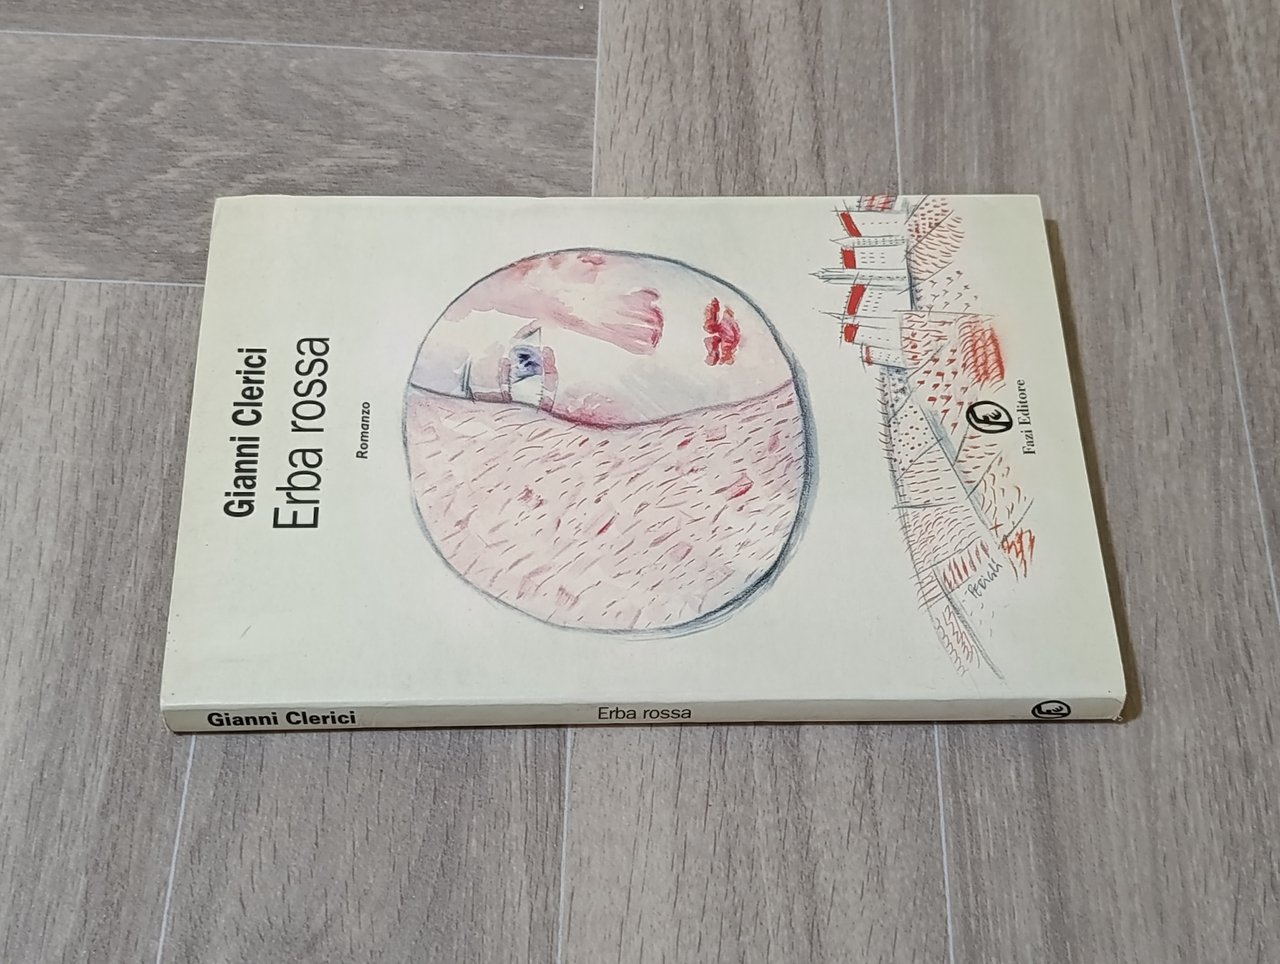 Gianni Clerici
Erba rossa
Romanzo
Fazi Editore
Gianni Clerici
Erba rossa